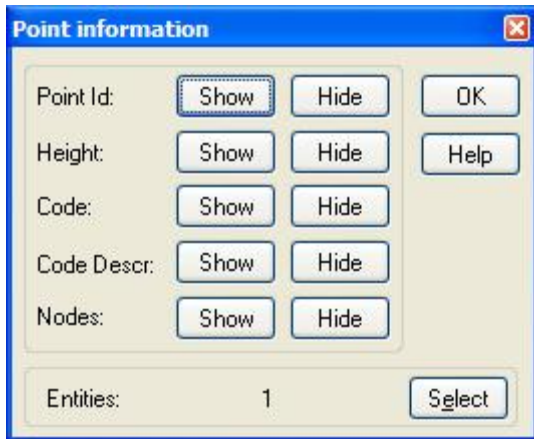 Point information
Point Id: Show Hide OK
Height: Show Hide Help
Code: Show Hide
Code Descr: Show Hide
Nodes: Show Hide
Entities: 1 Select